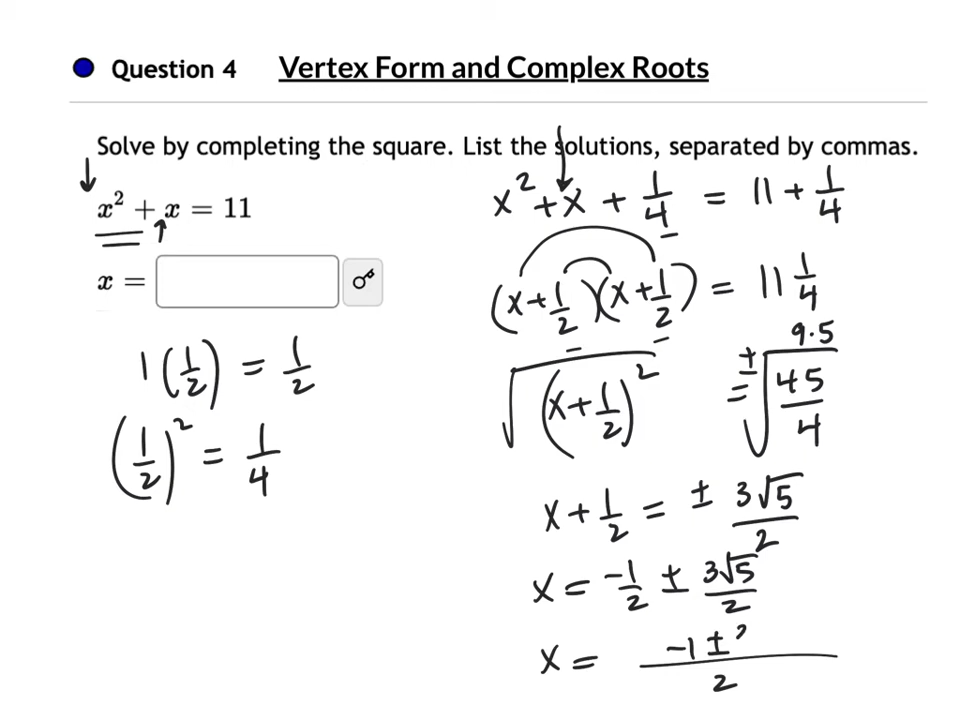 Question 4 Vertex Form and Complex Roots
Solve by completing the square. List the solutions, separated by commas.
x² + x = 11
x =
1(1/2) = 1/2
(1/2)² = 1/4
x² + x + 1/4 = 11 + 1/4
(x + 1/2)(x + 1/2) = 11 1/4
9·5
√(x + 1/2)² = ±√45/4
x + 1/2 = ± 3√5/2
x = -1/2 ± 3√5/2
x = -1 ±
2